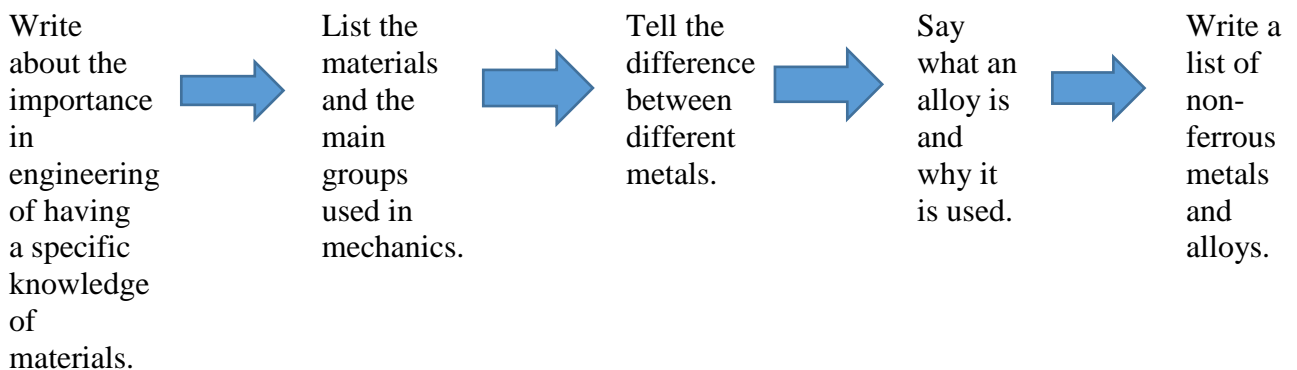 Write
about the
importance
in
engineering
of having
a specific
knowledge
of
materials.
List the
materials
and the
main
groups
used in
mechanics.
Tell the
difference
between
different
metals.
Say
what an
alloy is
and
why it
is used.
Write a
list of
non-
ferrous
metals
and
alloys.